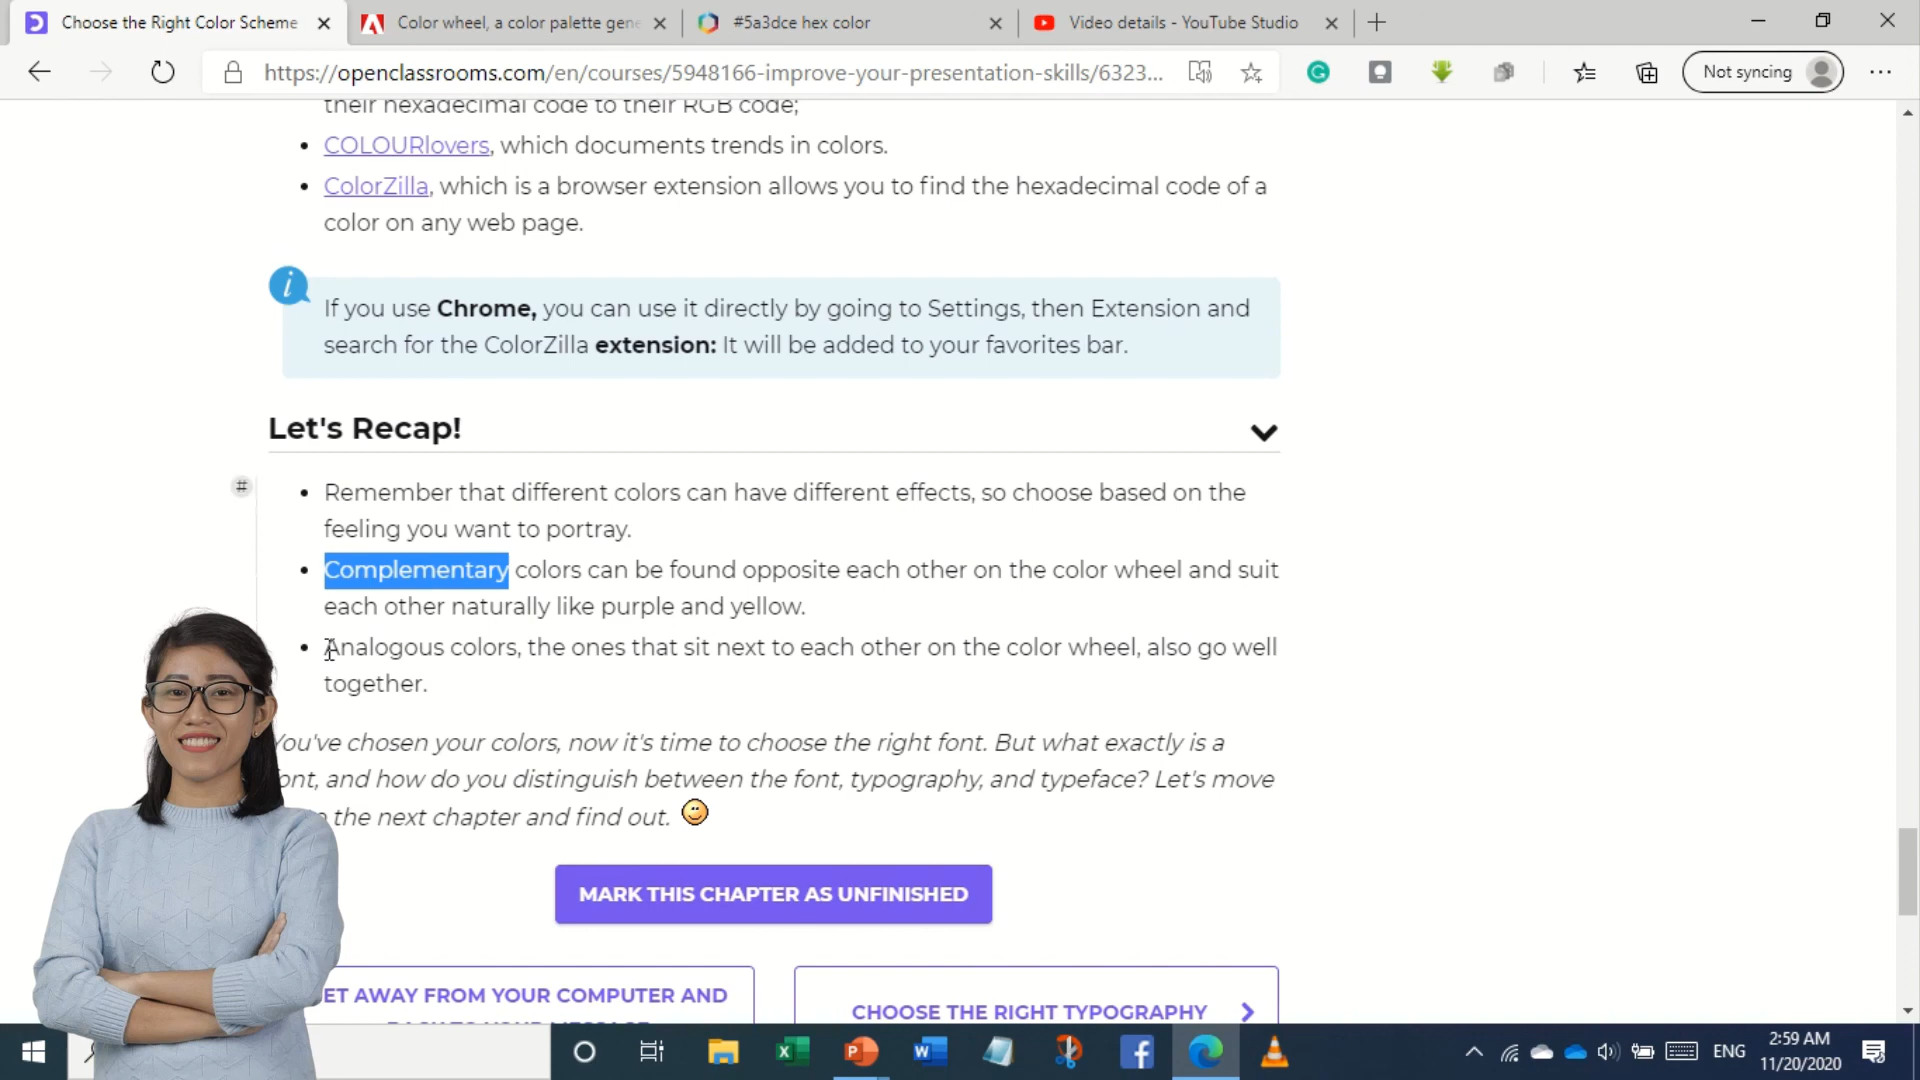 Choose the Right Color Scheme
Color wheel, a color palette gene
#5a3dce hex color
Video details - YouTube Studio
https://openclassrooms.com/en/courses/5948166-improve-your-presentation-skills/6323...
Not syncing
their hexadecimal code to their RGB code;
COLOURlovers, which documents trends in colors.
ColorZilla, which is a browser extension allows you to find the hexadecimal code of a
color on any web page.
If you use Chrome, you can use it directly by going to Settings, then Extension and
search for the ColorZilla extension: It will be added to your favorites bar.
Let's Recap!
#
Remember that different colors can have different effects, so choose based on the
feeling you want to portray.
Complementary colors can be found opposite each other on the color wheel and suit
each other naturally like purple and yellow.
Analogous colors, the ones that sit next to each other on the color wheel, also go well
together.
You've chosen your colors, now it's time to choose the right font. But what exactly is a
font, and how do you distinguish between the font, typography, and typeface? Let's move
the next chapter and find out.
MARK THIS CHAPTER AS UNFINISHED
ET AWAY FROM YOUR COMPUTER AND
BACK TO YOUR MESSAGE
CHOOSE THE RIGHT TYPOGRAPHY
ENG
2:59 AM
11/20/2020